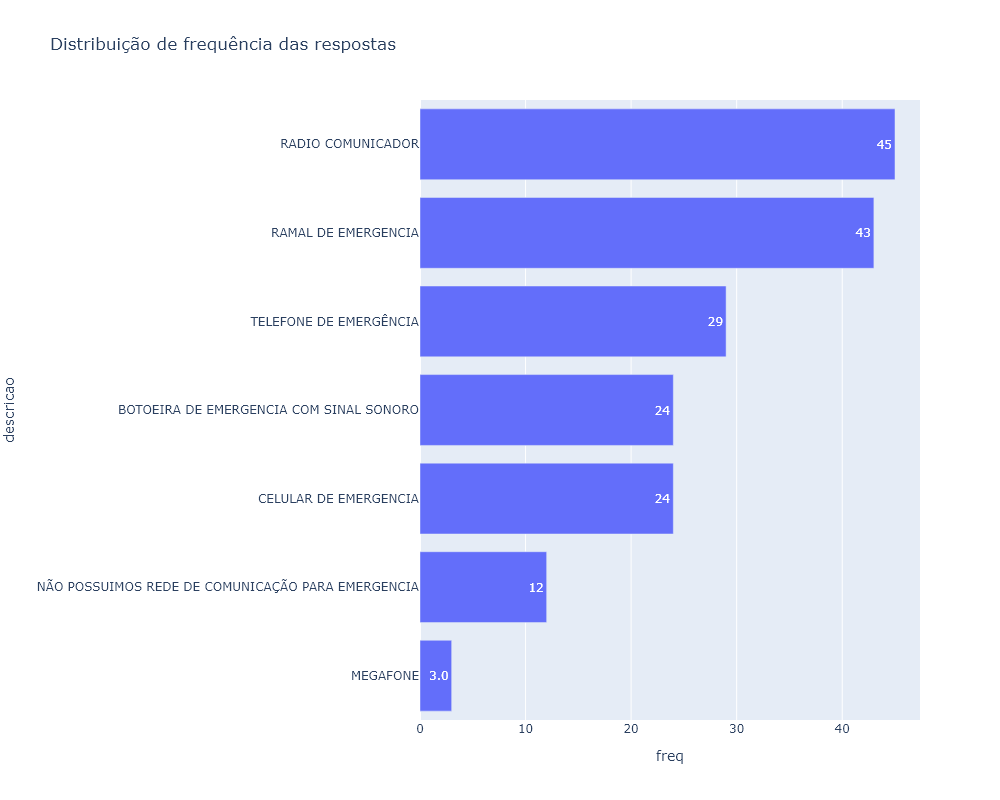 Distribuição de frequência das respostas
descricao
RADIO COMUNICADOR
45
RAMAL DE EMERGENCIA
43
TELEFONE DE EMERGÊNCIA
29
BOTOEIRA DE EMERGENCIA COM SINAL SONORO
24
CELULAR DE EMERGENCIA
24
NÃO POSSUIMOS REDE DE COMUNICAÇÃO PARA EMERGENCIA
12
MEGAFONE
3.0
0 10 20 30 40
freq